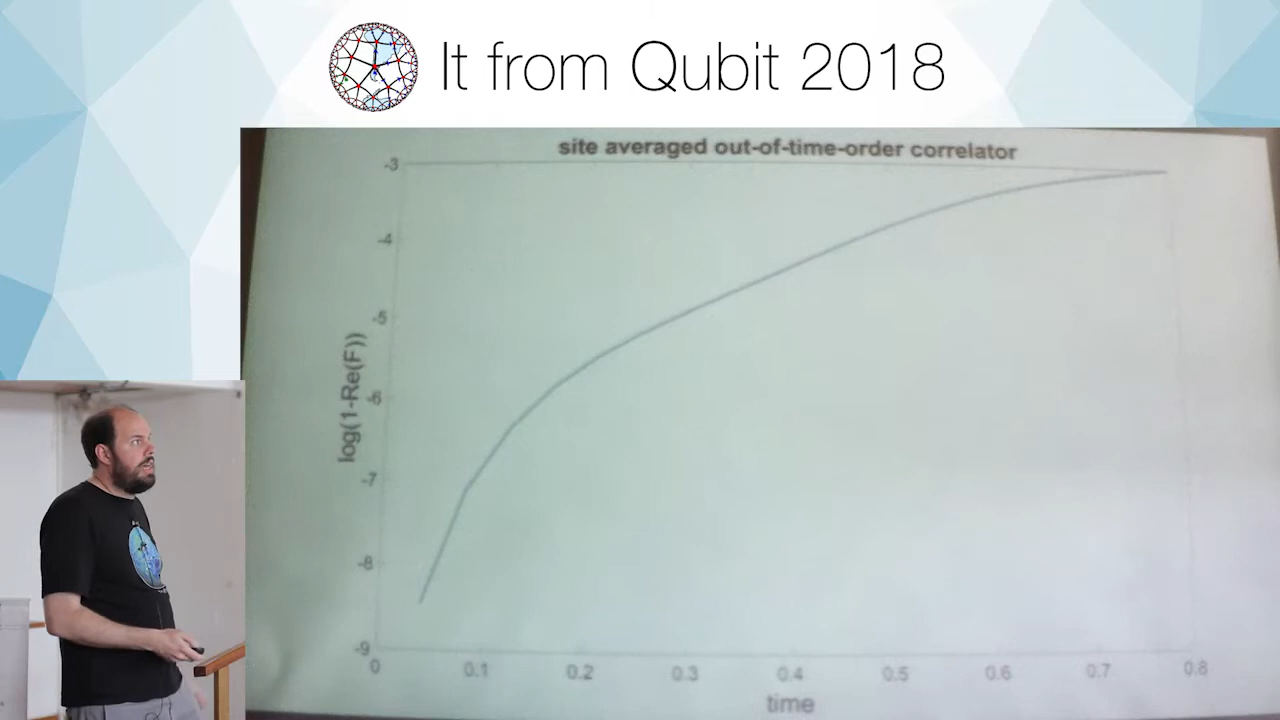 It from Qubit 2018
site averaged out-of-time-order correlator
-3
-4
-5
-6
-7
-8
-9
log(1-Re(F))
0 0.1 0.2 0.3 0.4 0.5 0.6 0.7 0.8
time